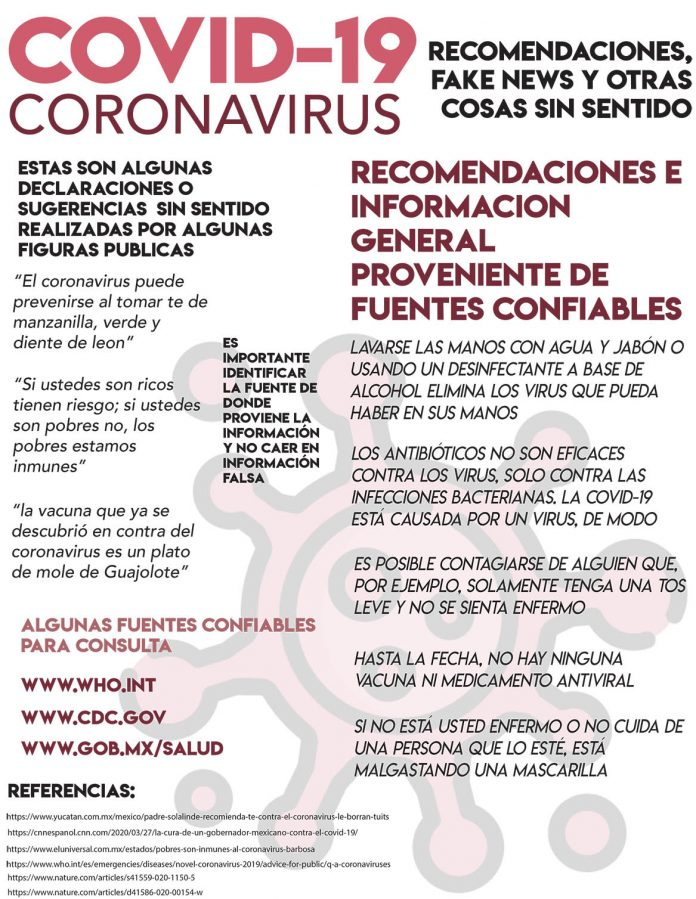 COVID-19
CORONAVIRUS
RECOMENDACIONES,
FAKE NEWS Y OTRAS
COSAS SIN SENTIDO
ESTAS SON ALGUNAS
DECLARACIONES O
SUGERENCIAS SIN SENTIDO
REALIZADAS POR ALGUNAS
FIGURAS PUBLICAS
“El coronavirus puede
prevenirse al tomar te de
manzanilla, verde y
diente de leon”
“Si ustedes son ricos
tienen riesgo; si ustedes
son pobres no, los
pobres estamos
inmunes”
“la vacuna que ya se
descubrió en contra del
coronavirus es un plato
de mole de Guajolote”
ES
IMPORTANTE
IDENTIFICAR
LA FUENTE DE
DONDE
PROVIENE LA
INFORMACIÓN
Y NO CAER EN
INFORMACIÓN
FALSA
RECOMENDACIONES E
INFORMACION
GENERAL
PROVENIENTE DE
FUENTES CONFIABLES
LAVARSE LAS MANOS CON AGUA Y JABÓN O
USANDO UN DESINFECTANTE A BASE DE
ALCOHOL ELIMINA LOS VIRUS QUE PUEDA
HABER EN SUS MANOS
LOS ANTIBIÓTICOS NO SON EFICACES
CONTRA LOS VIRUS, SOLO CONTRA LAS
INFECCIONES BACTERIANAS. LA COVID-19
ESTÁ CAUSADA POR UN VIRUS, DE MODO
ES POSIBLE CONTAGIARSE DE ALGUIEN QUE,
POR EJEMPLO, SOLAMENTE TENGA UNA TOS
LEVE Y NO SE SIENTA ENFERMO
HASTA LA FECHA, NO HAY NINGUNA
VACUNA NI MEDICAMENTO ANTIVIRAL
SI NO ESTÁ USTED ENFERMO O NO CUIDA DE
UNA PERSONA QUE LO ESTÉ, ESTÁ
MALGASTANDO UNA MASCARILLA
ALGUNAS FUENTES CONFIABLES
PARA CONSULTA
WWW.WHO.INT
WWW.CDC.GOV
WWW.GOB.MX/SALUD
REFERENCIAS:
https://www.yucatan.com.mx/mexico/padre-solalinde-recomienda-te-contra-el-coronavirus-le-borran-tuits
https://cnnespanol.cnn.com/2020/03/27/la-cura-de-un-gobernador-mexicano-contra-el-covid-19/
https://www.eluniversal.com.mx/estados/pobres-son-inmunes-al-coronavirus-barbosa
https://www.who.int/es/emergencies/diseases/novel-coronavirus-2019/advice-for-public/q-a-coronaviruses
https://www.nature.com/articles/s41559-020-1150-5
https://www.nature.com/articles/d41586-020-00154-w